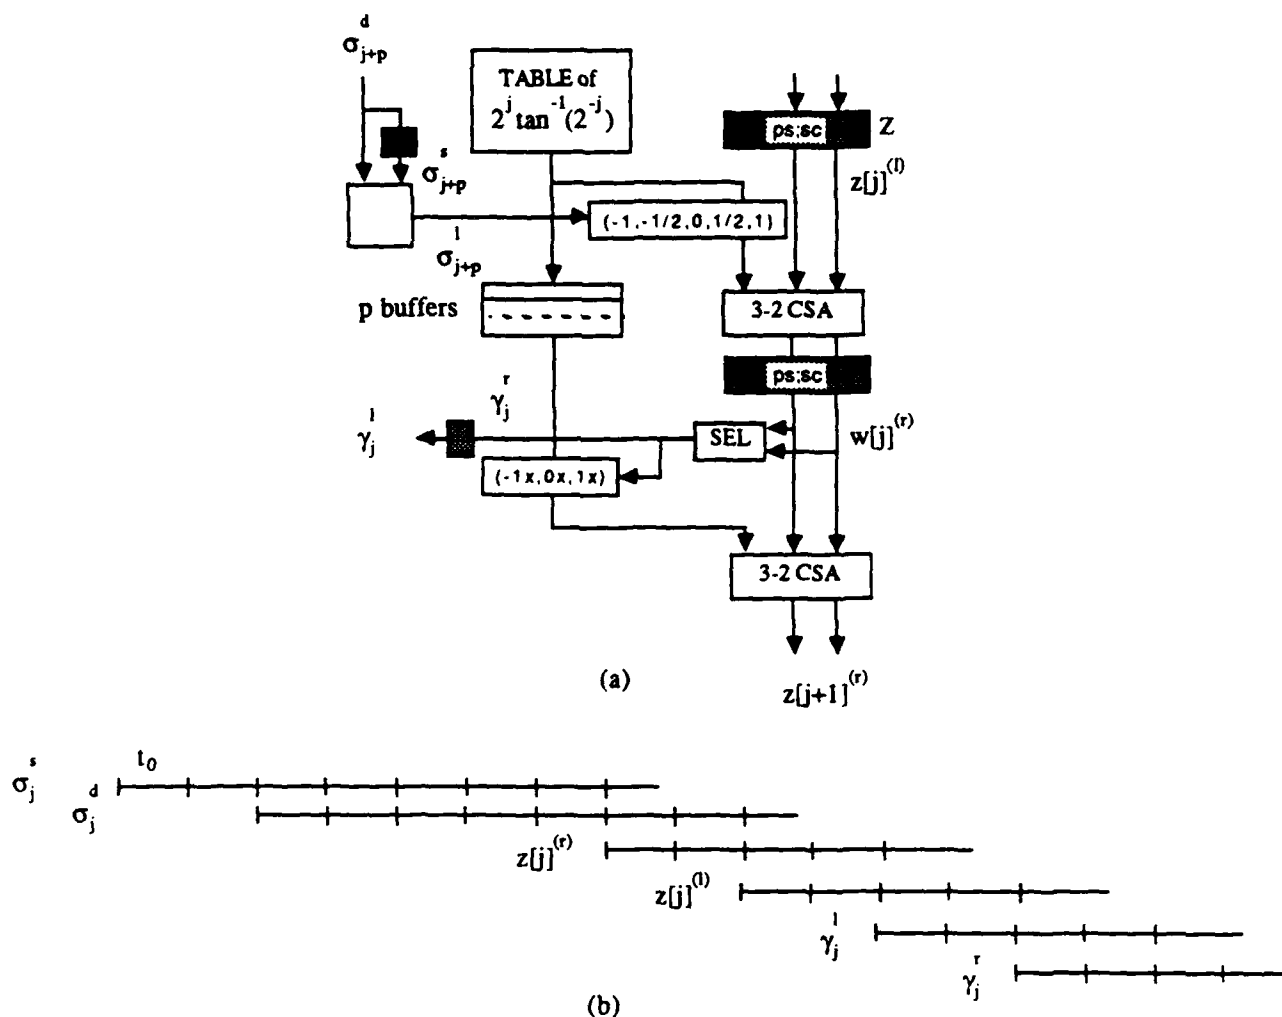 σ^d_{j+p}
TABLE of
2^j tan^{-1}(2^{-j})
ps;sc
Z
σ^s_{j+p}
z[j]^{(l)}
(-1,-1/2,0,1/2,1)
σ^l_{j+p}
p buffers
3-2 CSA
ps;sc
γ^r_j
γ^l_j
SEL
w[j]^{(r)}
(-1x,0x,1x)
3-2 CSA
(a)
z[j+1]^{(r)}
σ^s_j
t_0
σ^d_j
z[j]^{(r)}
z[j]^{(l)}
γ^l_j
γ^r_j
(b)